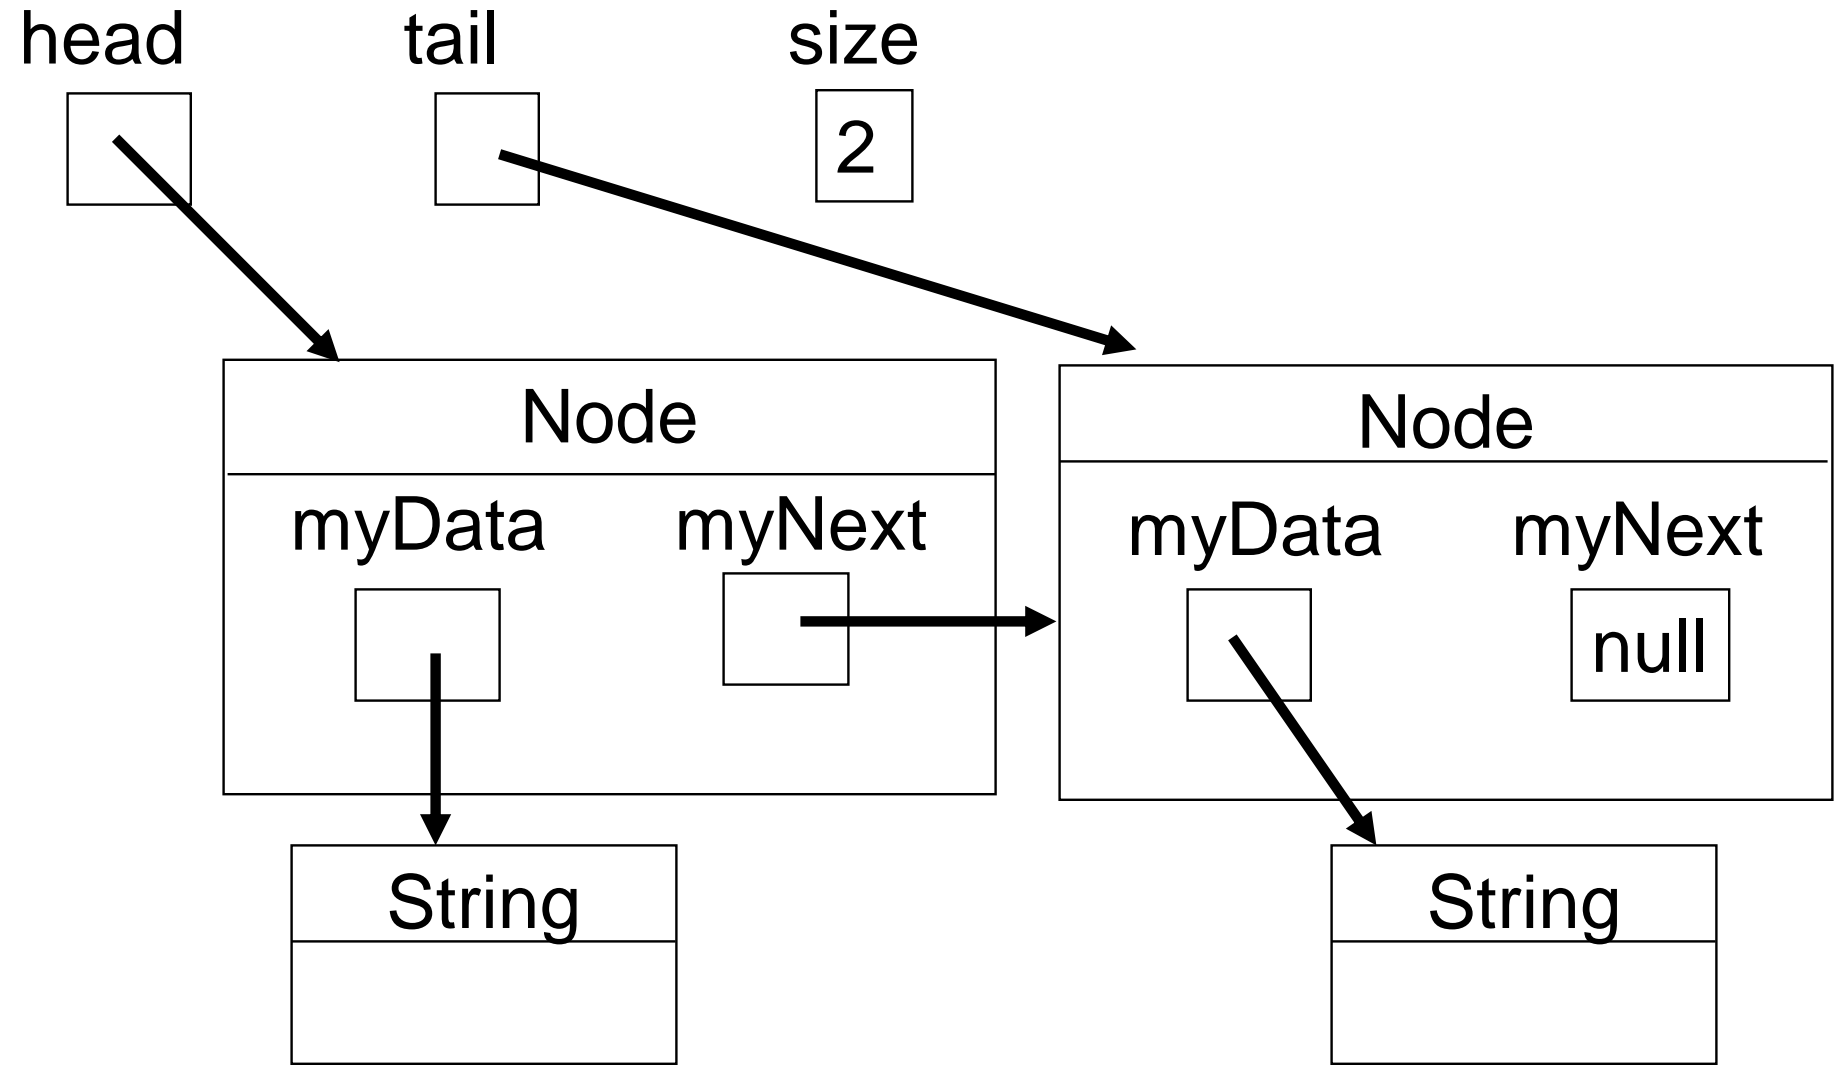 head tail size
2
Node Node
myData myNext myData myNext
null
String String